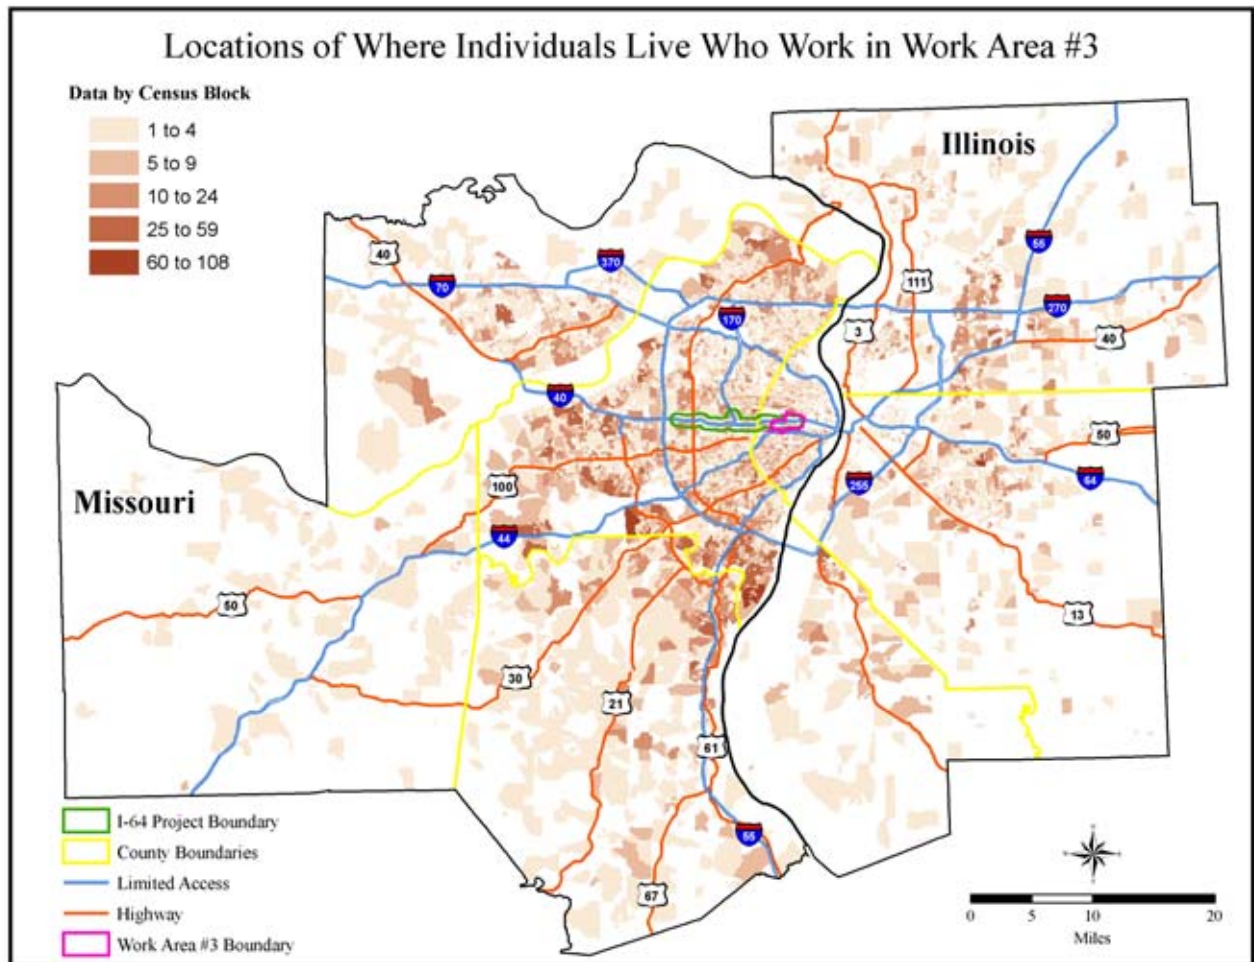 Locations of Where Individuals Live Who Work in Work Area #3
Data by Census Block
1 to 4
5 to 9
10 to 24
25 to 59
60 to 108
Illinois
Missouri
40
70
370
170
111
3
55
270
40
40
50
64
255
100
44
50
30
21
61
13
55
67
I-64 Project Boundary
County Boundaries
Limited Access
Highway
Work Area #3 Boundary
0 5 10 20
Miles